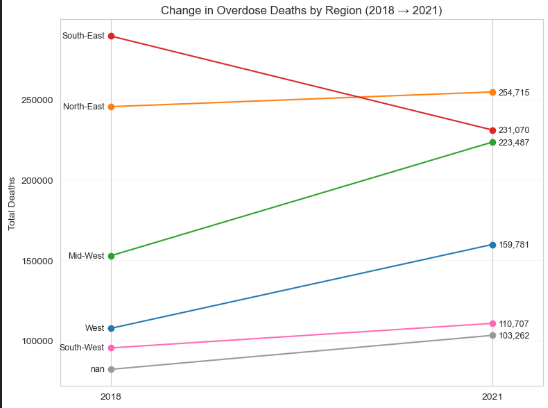 Change in Overdose Deaths by Region (2018 → 2021)
South-East
250000
North-East
254,715
231,070
223,487
200000
Total Deaths
Mid-West
150000
159,781
West
South-West
110,707
100000
103,262
nan
2018
2021